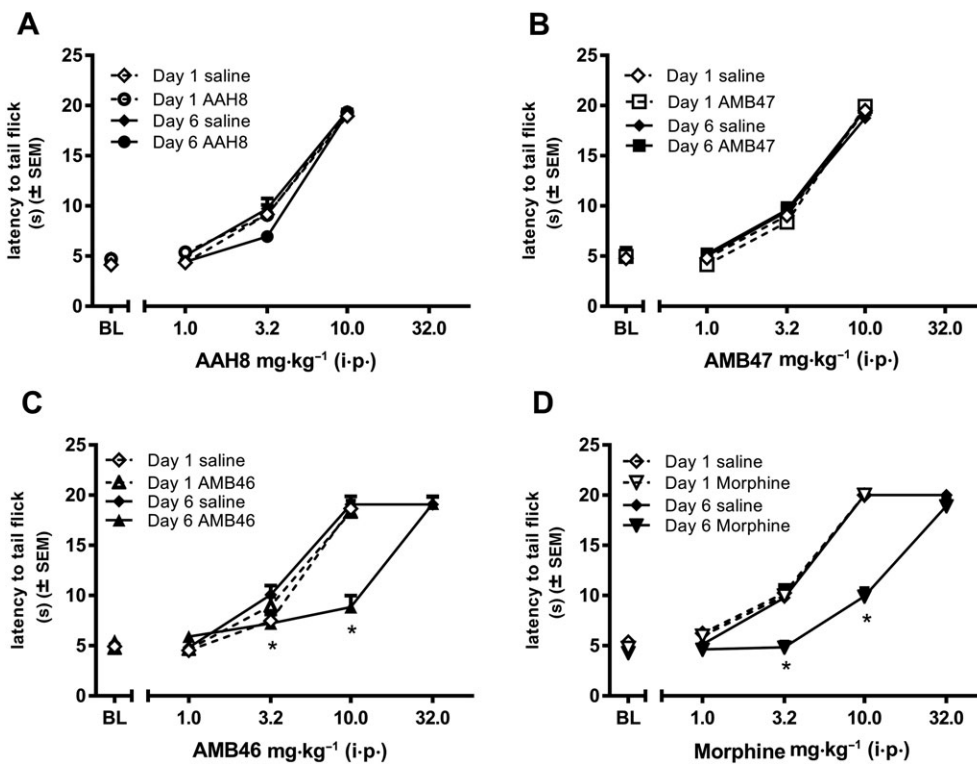 A
latency to tail flick
(s) (± SEM)
25
20
15
10
5
0
Day 1 saline
Day 1 AAH8
Day 6 saline
Day 6 AAH8
BL
1.0
3.2
10.0
32.0
AAH8 mg·kg⁻¹ (i·p·)
B
latency to tail flick
(s) (± SEM)
25
20
15
10
5
0
Day 1 saline
Day 1 AMB47
Day 6 saline
Day 6 AMB47
BL
1.0
3.2
10.0
32.0
AMB47 mg·kg⁻¹ (i·p·)
C
latency to tail flick
(s) (± SEM)
25
20
15
10
5
0
Day 1 saline
Day 1 AMB46
Day 6 saline
Day 6 AMB46
*
*
BL
1.0
3.2
10.0
32.0
AMB46 mg·kg⁻¹ (i·p·)
D
latency to tail flick
(s) (± SEM)
25
20
15
10
5
0
Day 1 saline
Day 1 Morphine
Day 6 saline
Day 6 Morphine
*
*
BL
1.0
3.2
10.0
32.0
Morphine mg·kg⁻¹ (i·p·)